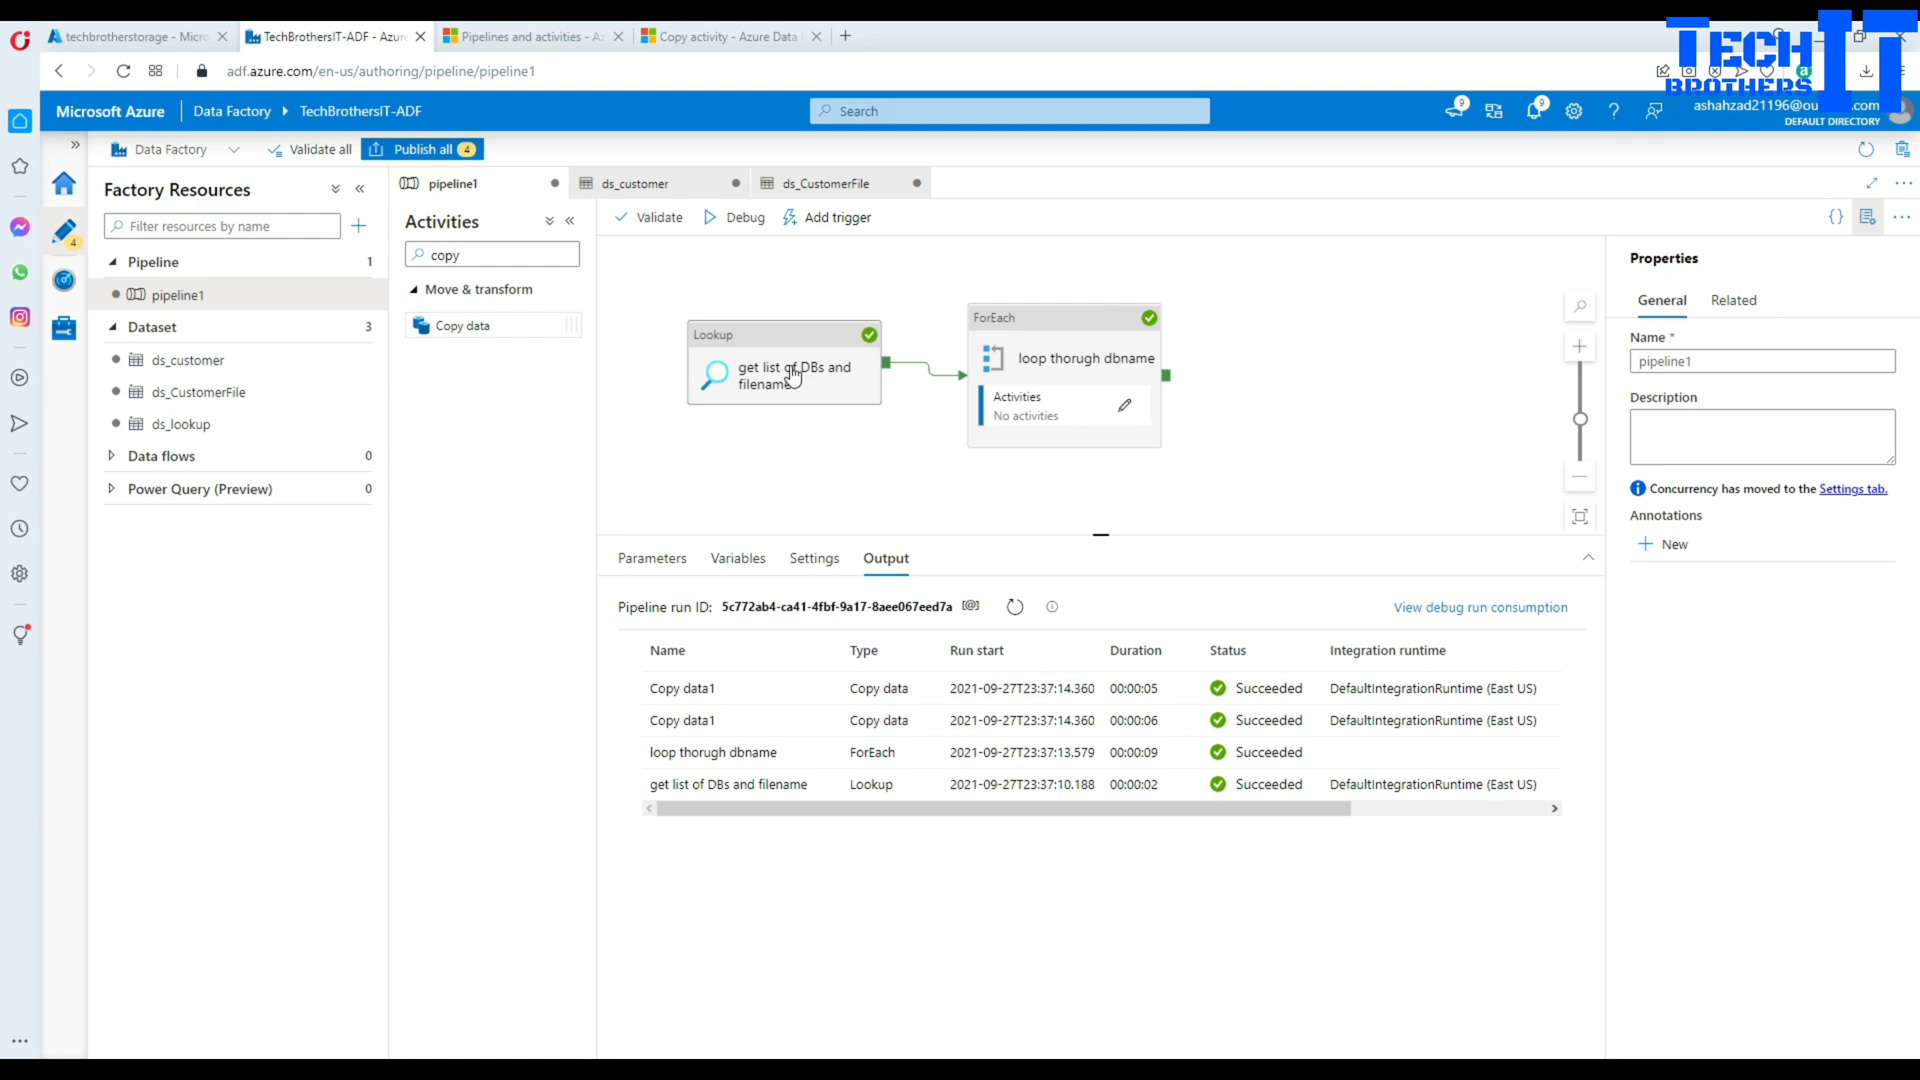 techbrotherstorage - Micro
TechBrothersIT-ADF - Azur
Pipelines and activities - Az
Copy activity - Azure Data
TECH IT
BROTHERS
adf.azure.com/en-us/authoring/pipeline/pipeline1
Microsoft Azure
Data Factory
TechBrothersIT-ADF
Search
9
9
ashahzad21196@ou
.com
DEFAULT DIRECTORY
Data Factory
Validate all
Publish all 4
4
Factory Resources
Filter resources by name
Pipeline 1
pipeline1
Dataset 3
ds_customer
ds_CustomerFile
ds_lookup
Data flows 0
Power Query (Preview) 0
pipeline1
ds_customer
ds_CustomerFile
Activities
copy
Move & transform
Copy data
Validate
Debug
Add trigger
Lookup
get list of DBs and
filename
ForEach
loop thorugh dbname
Activities
No activities
Properties
General
Related
Name *
pipeline1
Description
Concurrency has moved to the Settings tab.
Annotations
New
Parameters
Variables
Settings
Output
Pipeline run ID: 5c772ab4-ca41-4fbf-9a17-8aee067eed7a
View debug run consumption
Name Type Run start Duration Status Integration runtime
Copy data1 Copy data 2021-09-27T23:37:14.360 00:00:05 Succeeded DefaultIntegrationRuntime (East US)
Copy data1 Copy data 2021-09-27T23:37:14.360 00:00:06 Succeeded DefaultIntegrationRuntime (East US)
loop thorugh dbname ForEach 2021-09-27T23:37:13.579 00:00:09 Succeeded
get list of DBs and filename Lookup 2021-09-27T23:37:10.188 00:00:02 Succeeded DefaultIntegrationRuntime (East US)